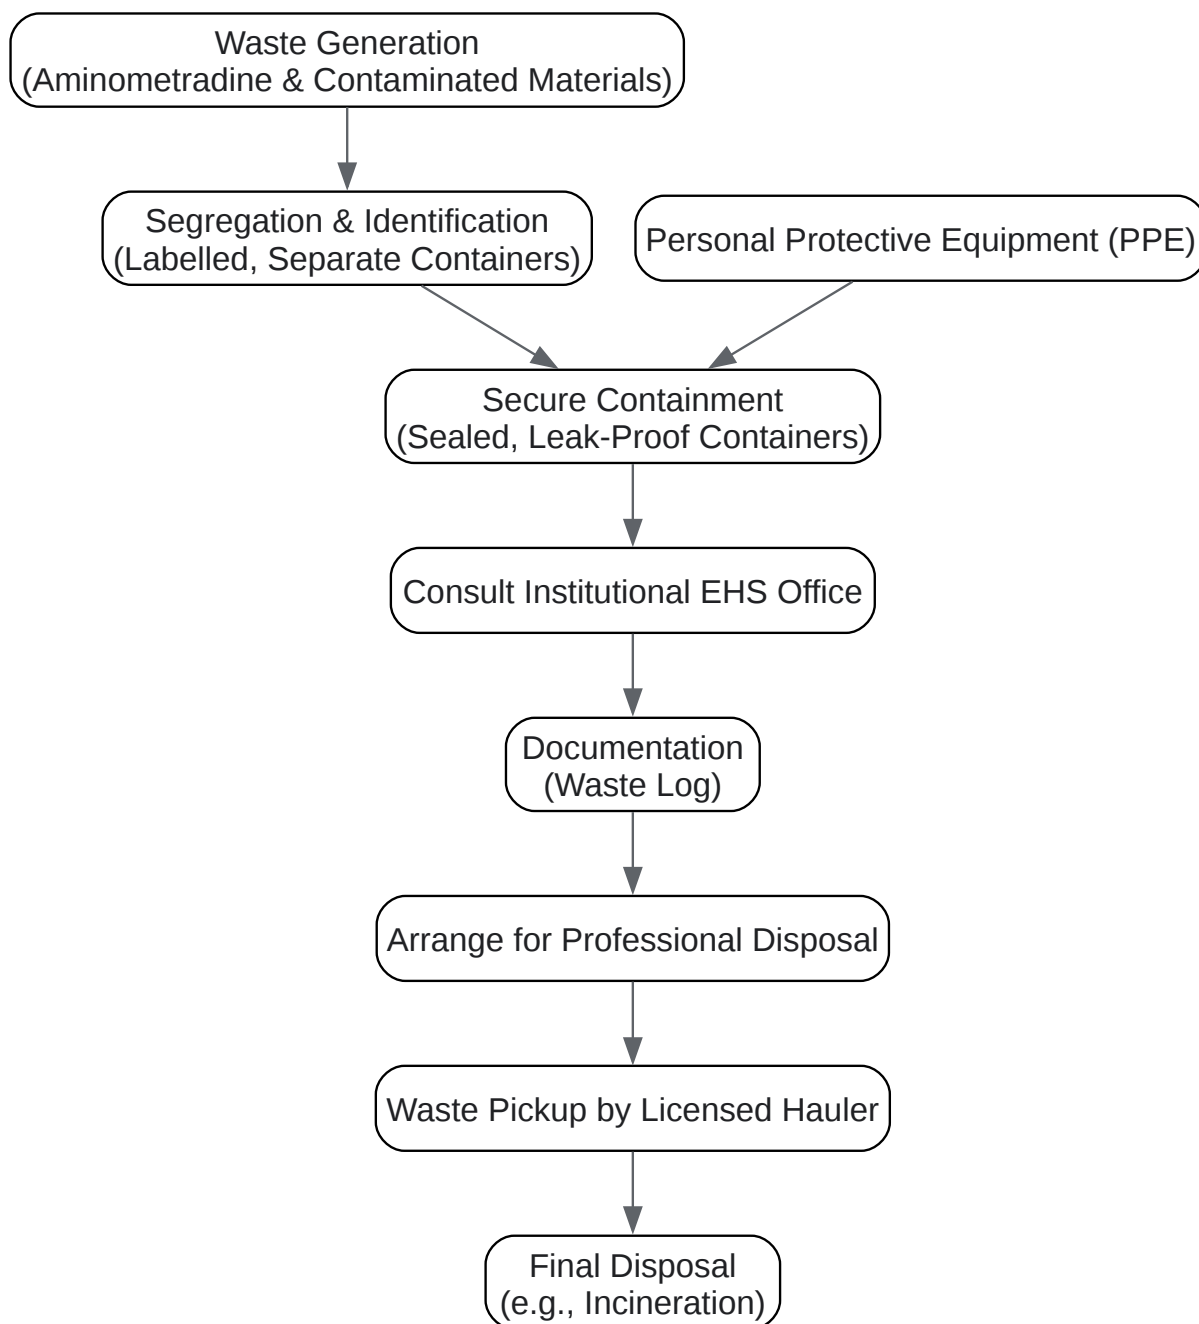 Waste Generation
(Aminometradine & Contaminated Materials)
Segregation & Identification
(Labelled, Separate Containers)
Personal Protective Equipment (PPE)
Secure Containment
(Sealed, Leak-Proof Containers)
Consult Institutional EHS Office
Documentation
(Waste Log)
Arrange for Professional Disposal
Waste Pickup by Licensed Hauler
Final Disposal
(e.g., Incineration)